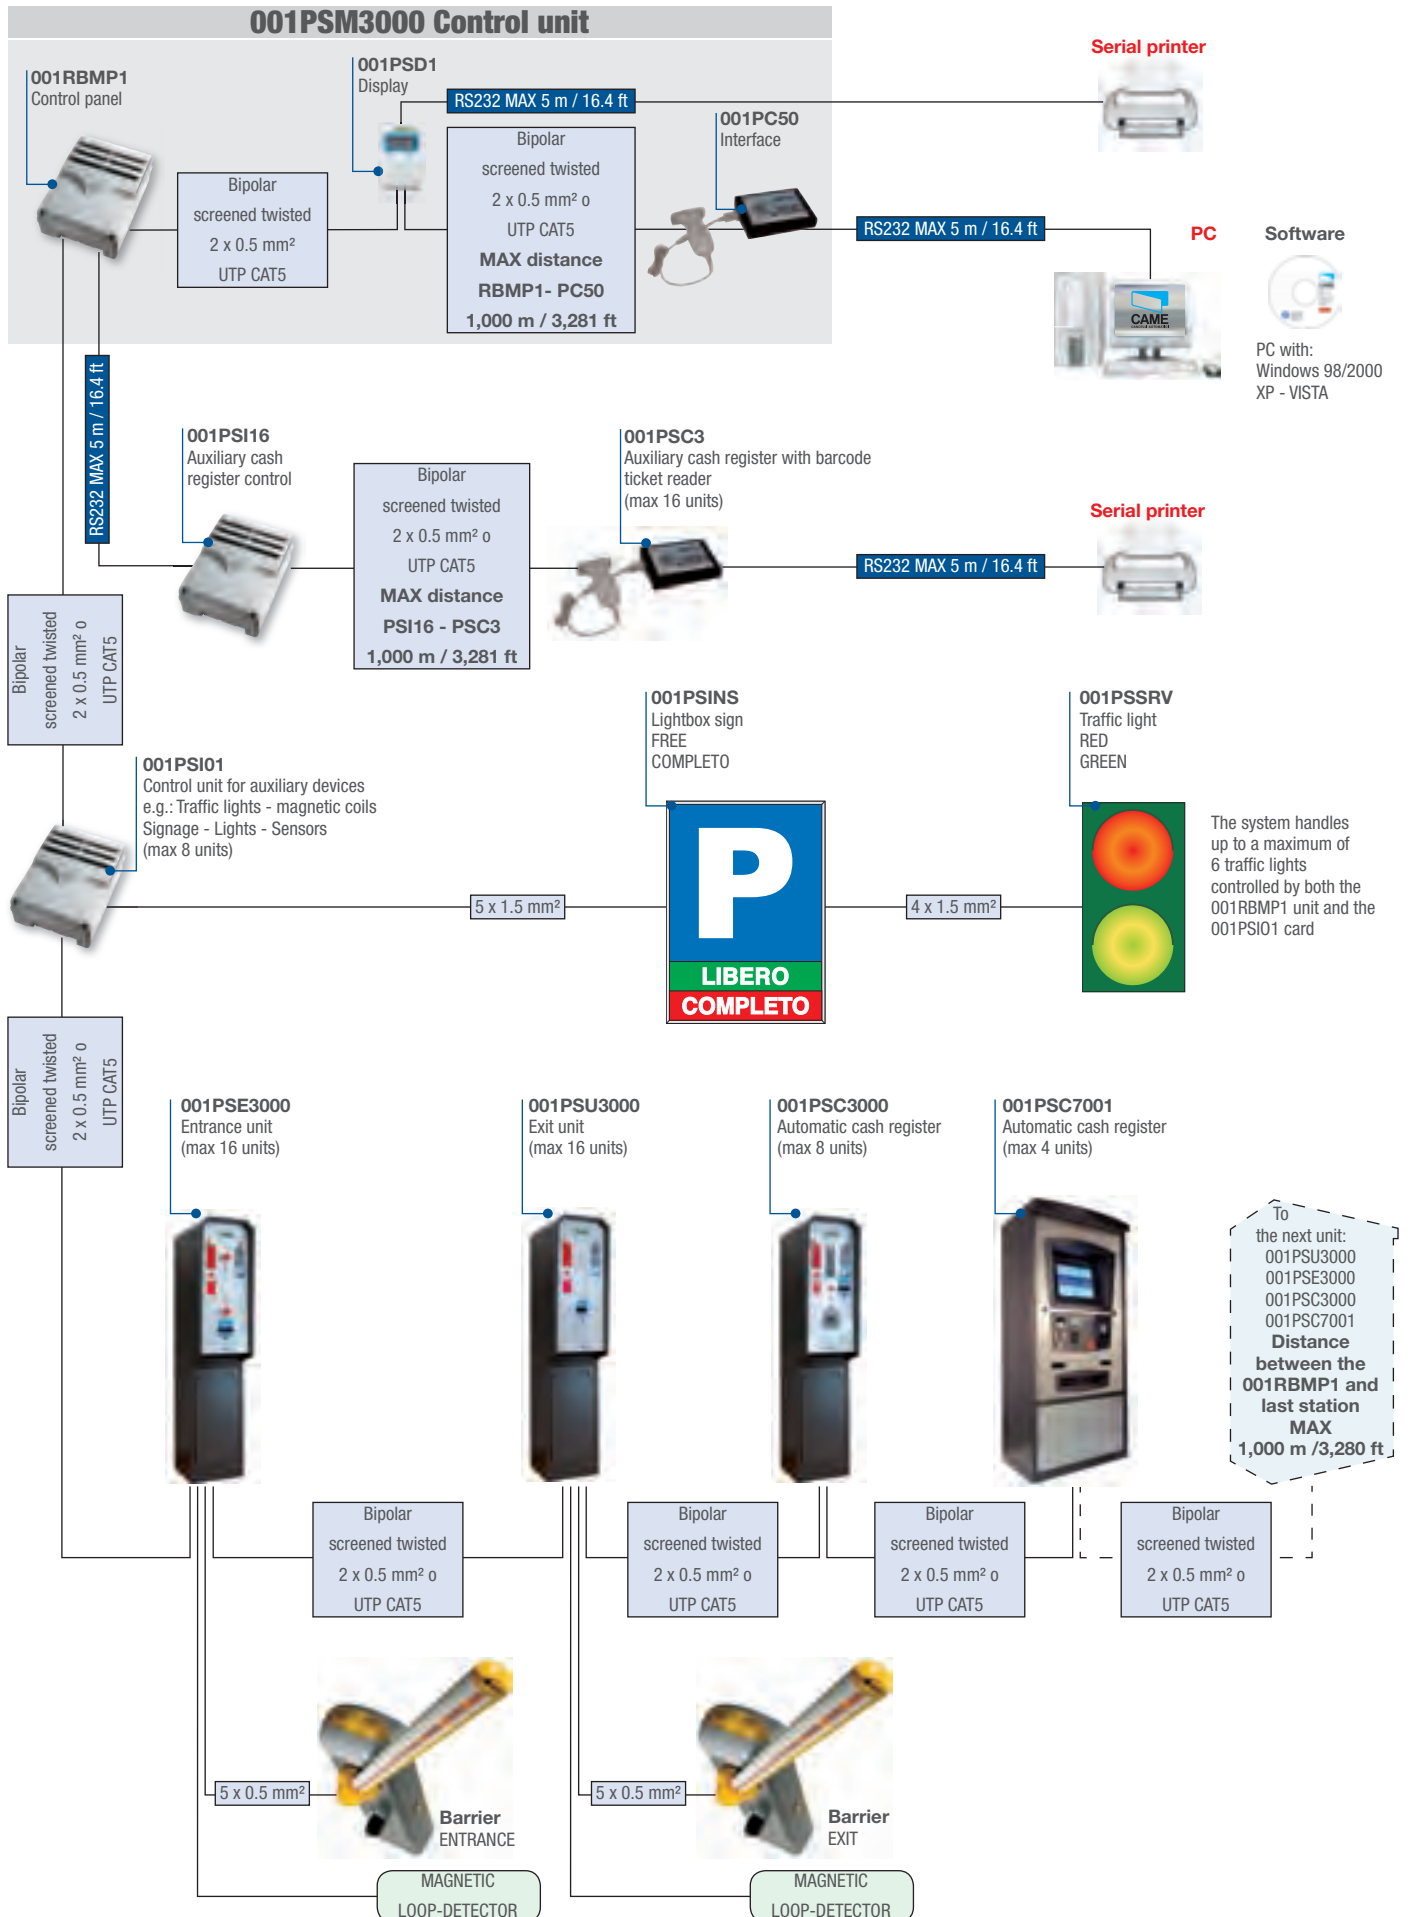 001PSM3000 Control unit
001RBMP1
Control panel
001PSD1
Display
RS232 MAX 5 m / 16.4 ft
Serial printer
001PC50
Interface
Bipolar
screened twisted
2 x 0.5 mm²
UTP CAT5
Bipolar
screened twisted
2 x 0.5 mm² o
UTP CAT5
MAX distance
RBMP1- PC50
1,000 m / 3,281 ft
RS232 MAX 5 m / 16.4 ft
PC
Software
CAME
PC with:
Windows 98/2000
XP - VISTA
RS232 MAX 5 m / 16.4 ft
001PSI16
Auxiliary cash
register control
Bipolar
screened twisted
2 x 0.5 mm² o
UTP CAT5
MAX distance
PSI16 - PSC3
1,000 m / 3,281 ft
001PSC3
Auxiliary cash register with barcode
ticket reader
(max 16 units)
RS232 MAX 5 m / 16.4 ft
Serial printer
Bipolar
screened twisted
2 x 0.5 mm² o
UTP CAT5
001PSI01
Control unit for auxiliary devices
e.g.: Traffic lights - magnetic coils
Signage - Lights - Sensors
(max 8 units)
5 x 1.5 mm²
001PSINS
Lightbox sign
FREE
COMPLETO
P
LIBERO
COMPLETO
4 x 1.5 mm²
001PSSRV
Traffic light
RED
GREEN
The system handles
up to a maximum of
6 traffic lights
controlled by both the
001RBMP1 unit and the
001PSI01 card
Bipolar
screened twisted
2 x 0.5 mm² o
UTP CAT5
001PSE3000
Entrance unit
(max 16 units)
001PSU3000
Exit unit
(max 16 units)
001PSC3000
Automatic cash register
(max 8 units)
001PSC7001
Automatic cash register
(max 4 units)
To
the next unit:
001PSU3000
001PSE3000
001PSC3000
001PSC7001
Distance
between the
001RBMP1 and
last station
MAX
1,000 m /3,280 ft
Bipolar
screened twisted
2 x 0.5 mm² o
UTP CAT5
Bipolar
screened twisted
2 x 0.5 mm² o
UTP CAT5
Bipolar
screened twisted
2 x 0.5 mm² o
UTP CAT5
Bipolar
screened twisted
2 x 0.5 mm² o
UTP CAT5
5 x 0.5 mm²
Barrier
ENTRANCE
5 x 0.5 mm²
Barrier
EXIT
MAGNETIC
LOOP-DETECTOR
MAGNETIC
LOOP-DETECTOR